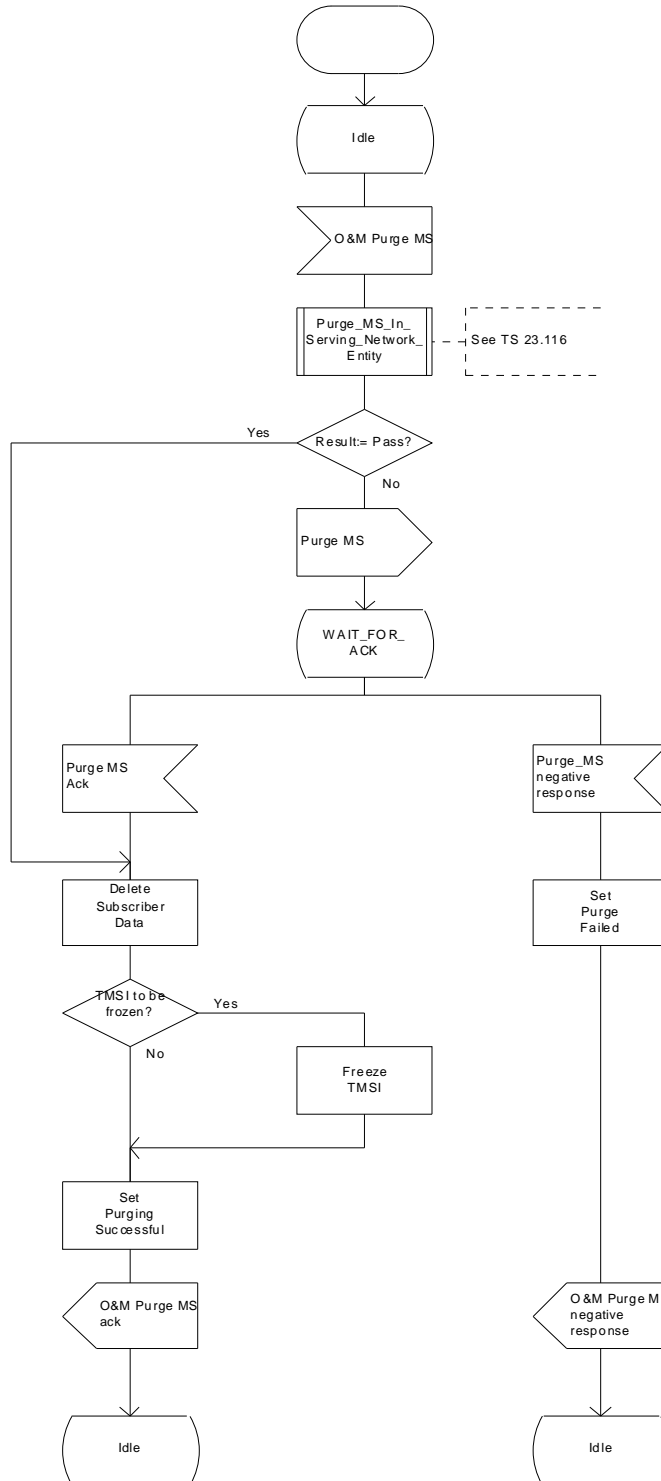 Idle
O&M Purge MS
Purge_MS_In_
Serving_Network_
Entity
See TS 23.116
Yes
Result:= Pass?
No
Purge MS
WAIT_FOR_
ACK
Purge MS
Ack
Purge_MS
negative
response
Delete
Subscriber
Data
Set
Purge
Failed
TMSI to be
frozen?
Yes
No
Freeze
TMSI
Set
Purging
Successful
O&M Purge MS
ack
O&M Purge M
negative
response
Idle
Idle